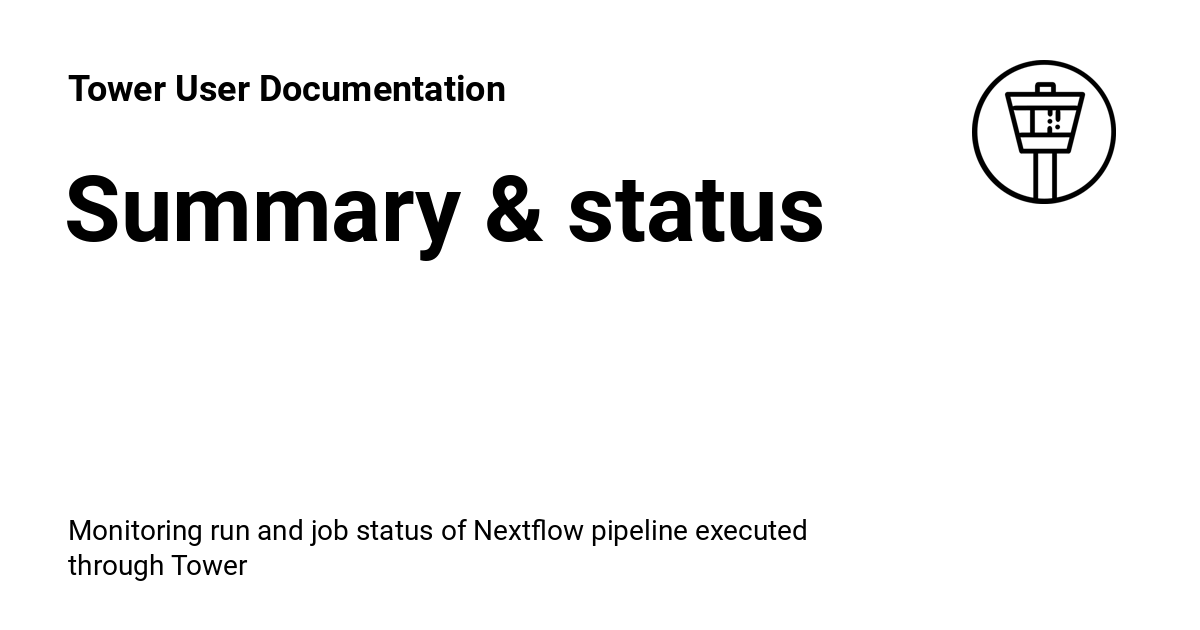 Tower User Documentation
Summary & status
Monitoring run and job status of Nextflow pipeline executed
through Tower